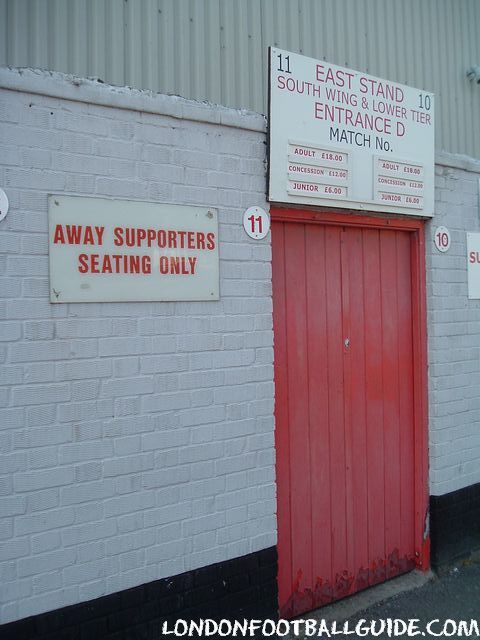 11 EAST STAND 10
SOUTH WING & LOWER TIER
ENTRANCE D
MATCH No.
ADULT £18.00
CONCESSION £12.00
JUNIOR £6.00
ADULT £18.00
CONCESSION £12.00
JUNIOR £6.00
AWAY SUPPORTERS
SEATING ONLY
11
10
SU
LONDONFOOTBALLGUIDE.COM